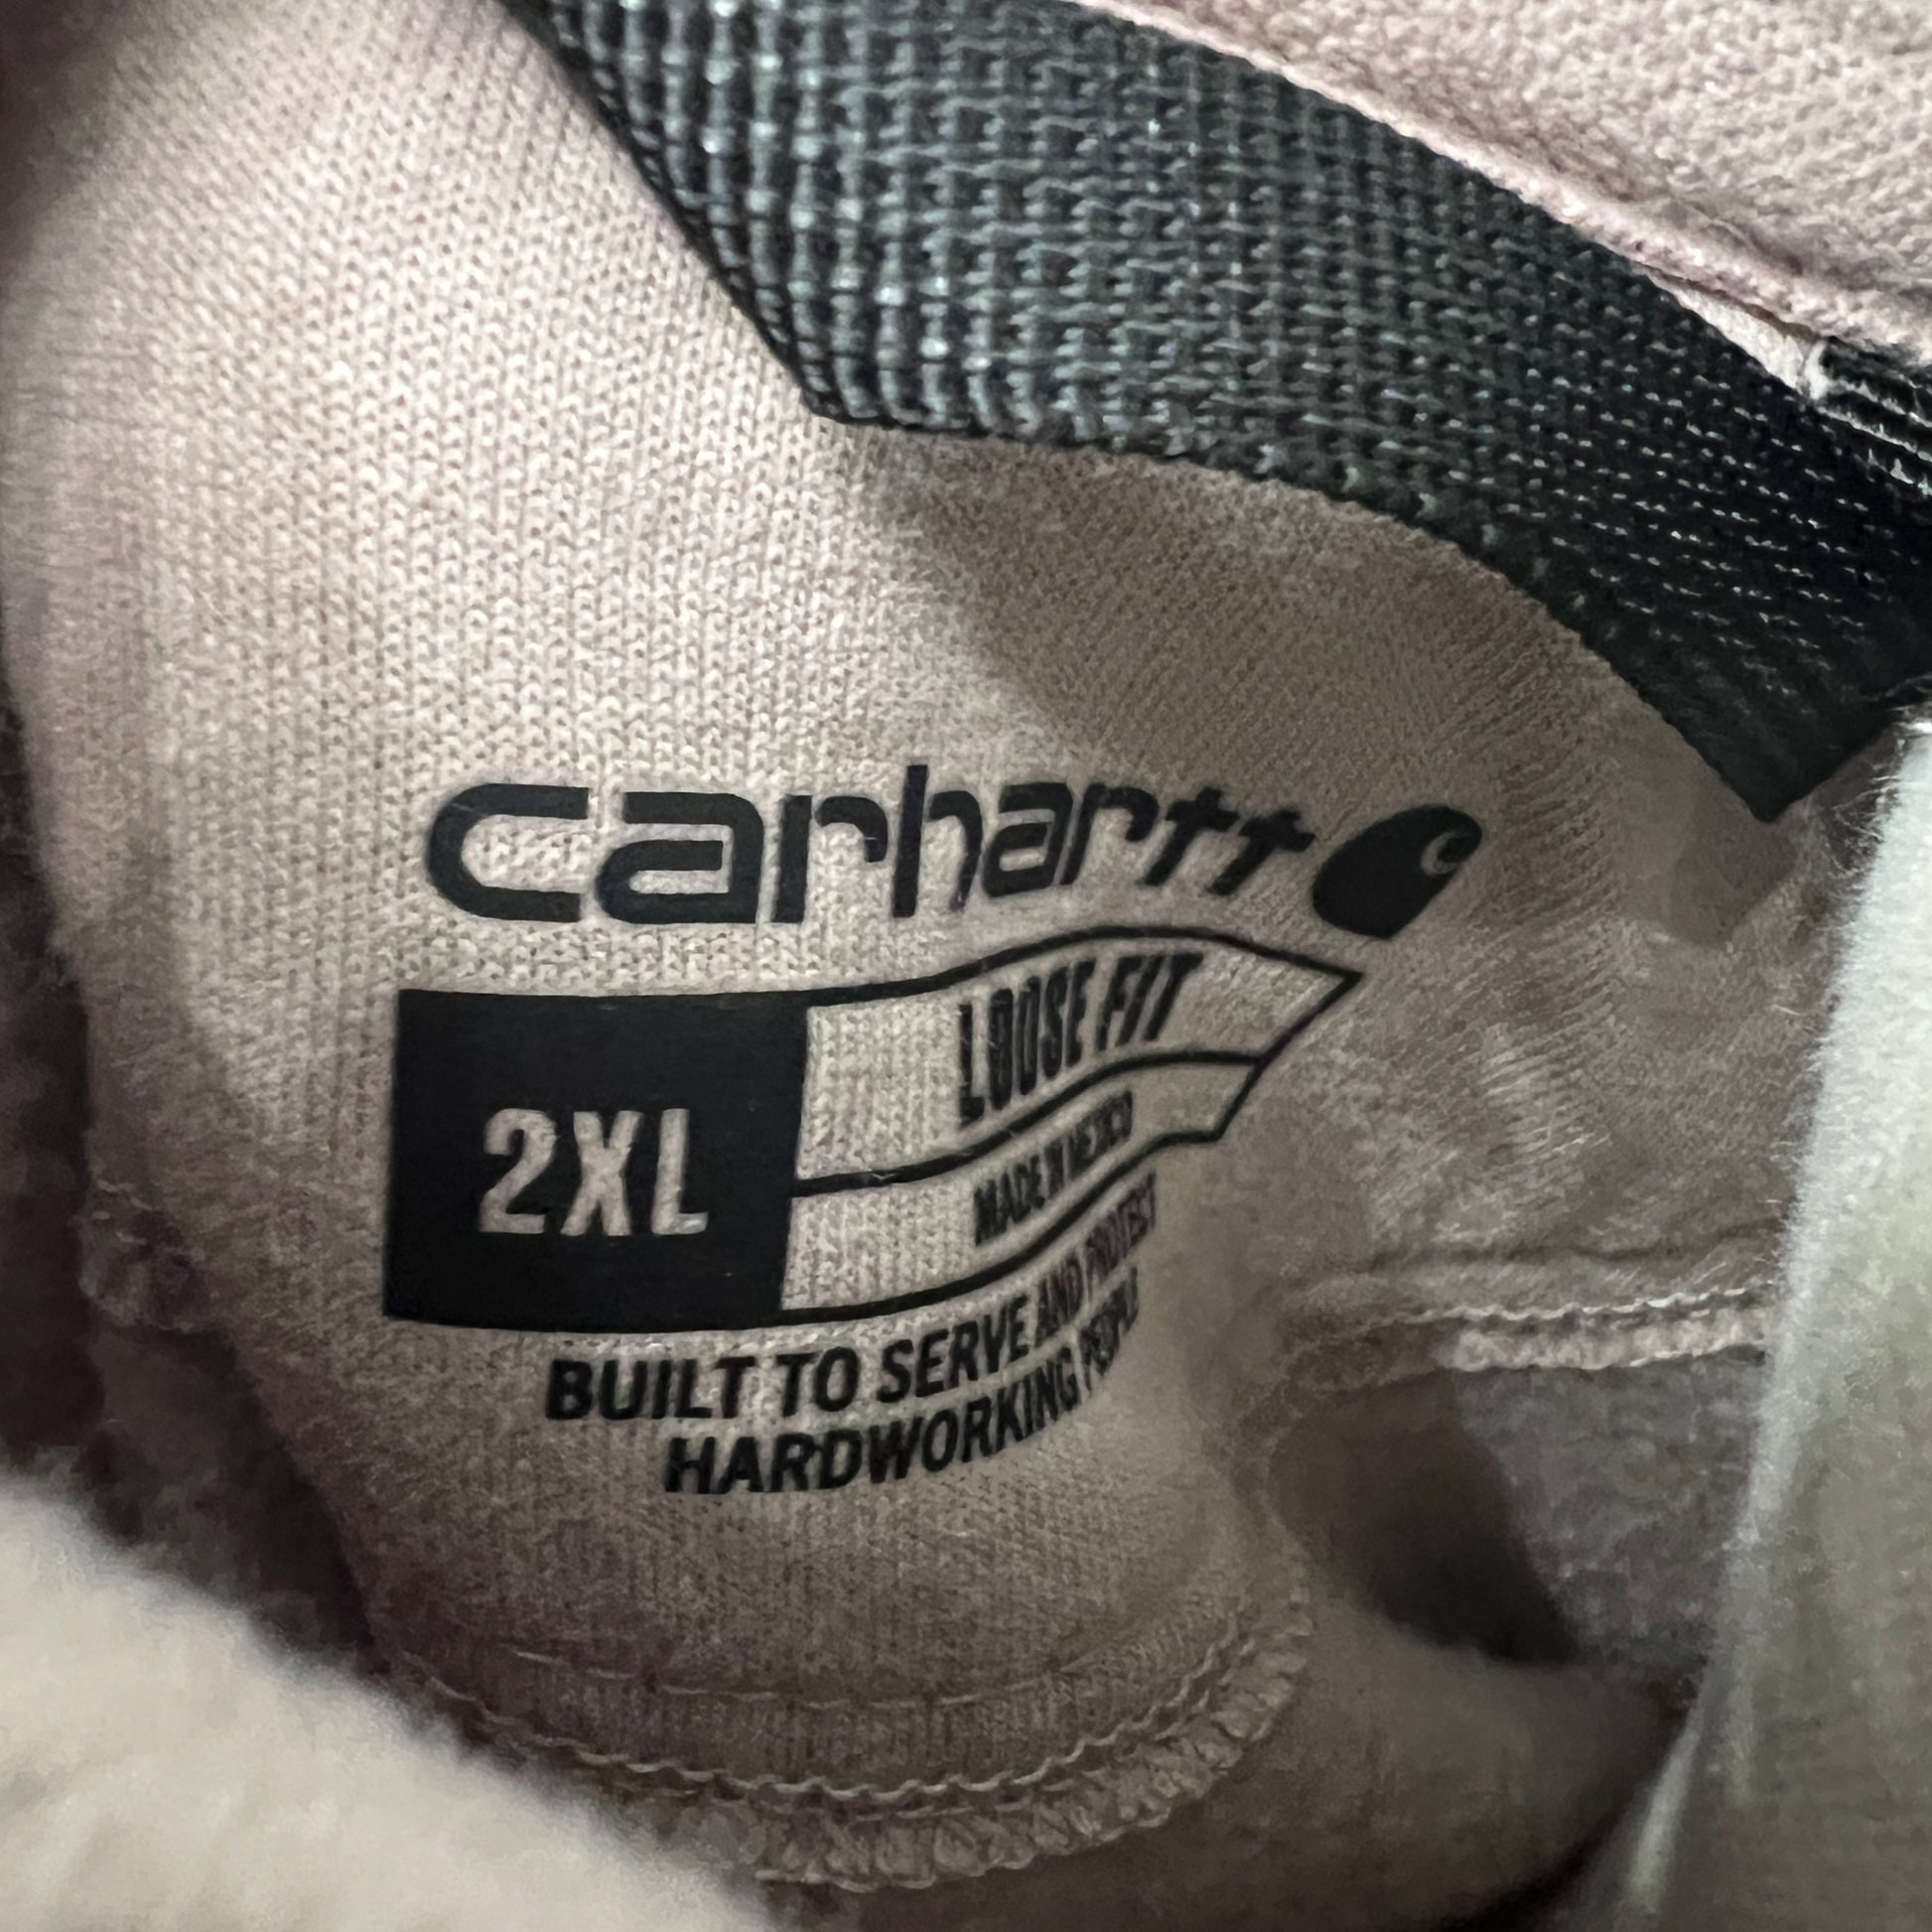 carhartt
2XL
LOOSE FIT
MADE IN MEXICO
BUILT TO SERVE AND PROTECT
HARDWORKING PEOPLE